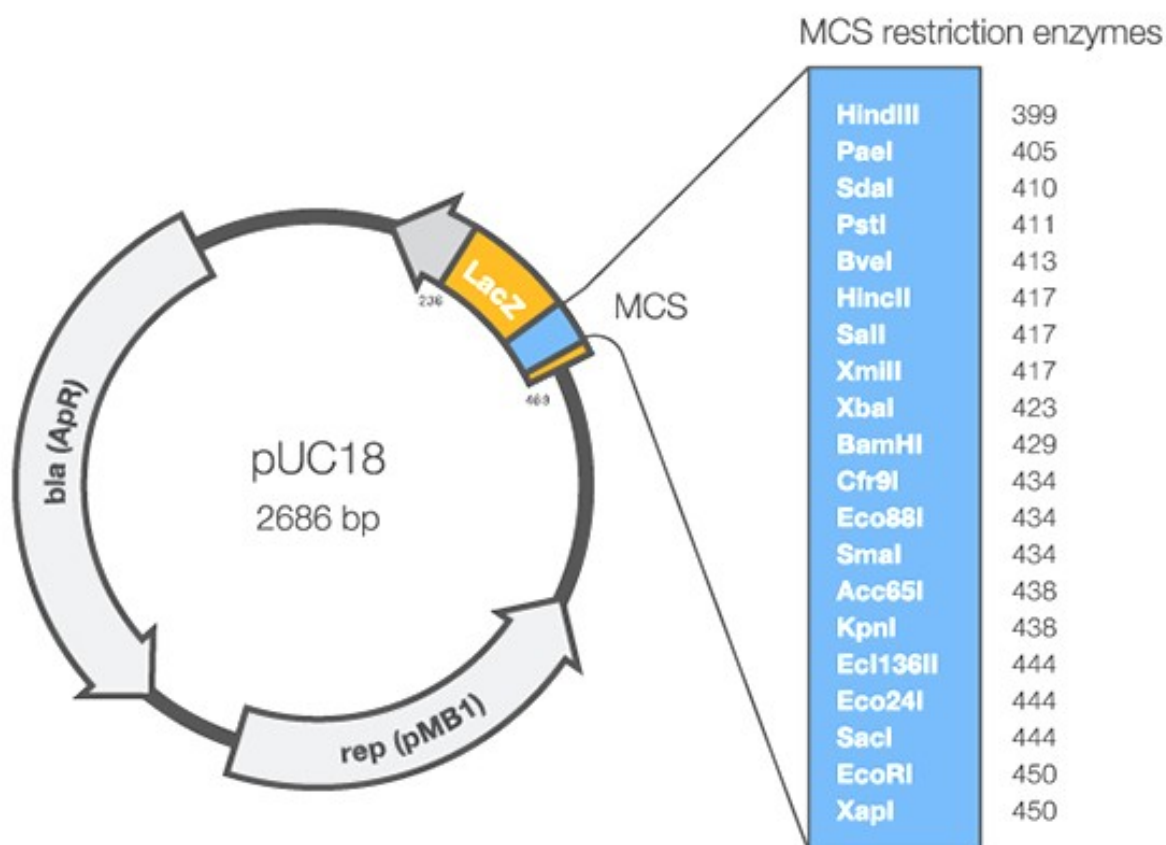 MCS restriction enzymes
HindIII 399
PaeI 405
SdaI 410
PstI 411
BveI 413
HincII 417
SalI 417
XmiII 417
XbaI 423
BamHI 429
Cfr9I 434
Eco88I 434
SmaI 434
Acc65I 438
KpnI 438
Ecl136II 444
Eco24I 444
SacI 444
EcoRI 450
XapI 450
LacZ
MCS
236
469
pUC18
2686 bp
bla (ApR)
rep (pMB1)